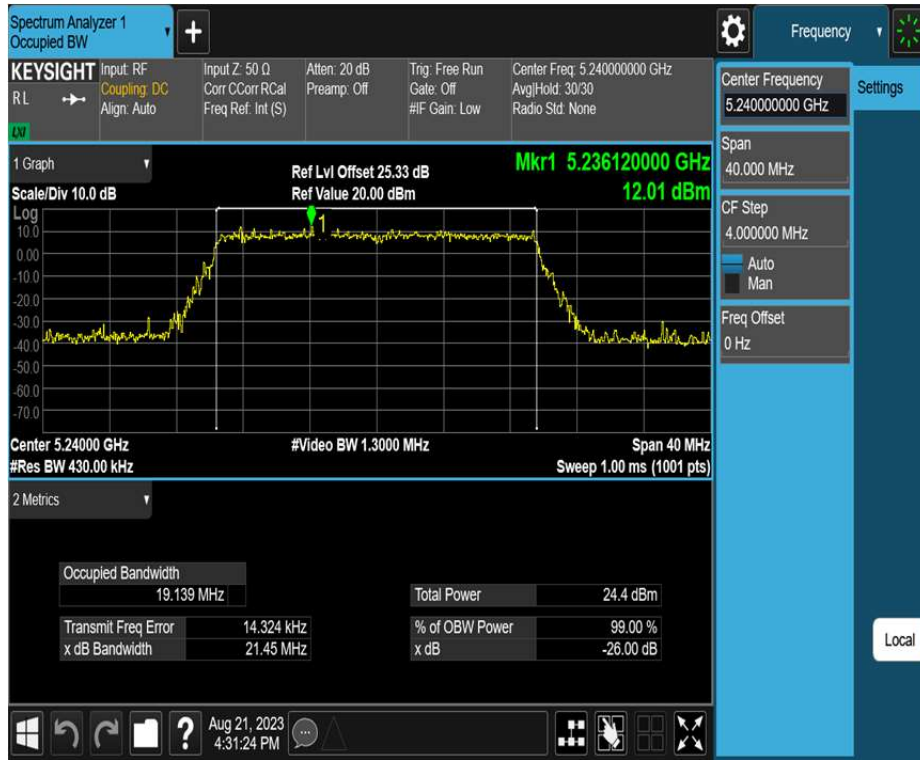 Spectrum Analyzer 1
Occupied BW
+
Frequency
KEYSIGHT
RL
LXI
Input: RF
Coupling: DC
Align: Auto
Input Z: 50 Ω
Corr CCorr RCal
Freq Ref: Int (S)
Atten: 20 dB
Preamp: Off
Trig: Free Run
Gate: Off
#IF Gain: Low
Center Freq: 5.240000000 GHz
Avg|Hold: 30/30
Radio Std: None
Center Frequency
5.240000000 GHz
Settings
Span
40.000 MHz
CF Step
4.000000 MHz
Auto
Man
Freq Offset
0 Hz
Local
1 Graph
Scale/Div 10.0 dB
Ref Lvl Offset 25.33 dB
Ref Value 20.00 dBm
Mkr1 5.236120000 GHz
12.01 dBm
Log
1
10.0
0.00
-10.0
-20.0
-30.0
-40.0
-50.0
-60.0
-70.0
Center 5.24000 GHz
#Video BW 1.3000 MHz
Span 40 MHz
#Res BW 430.00 kHz
Sweep 1.00 ms (1001 pts)
2 Metrics
Occupied Bandwidth
19.139 MHz
Total Power 24.4 dBm
Transmit Freq Error 14.324 kHz
% of OBW Power 99.00 %
x dB Bandwidth 21.45 MHz
x dB -26.00 dB
?
Aug 21, 2023
4:31:24 PM